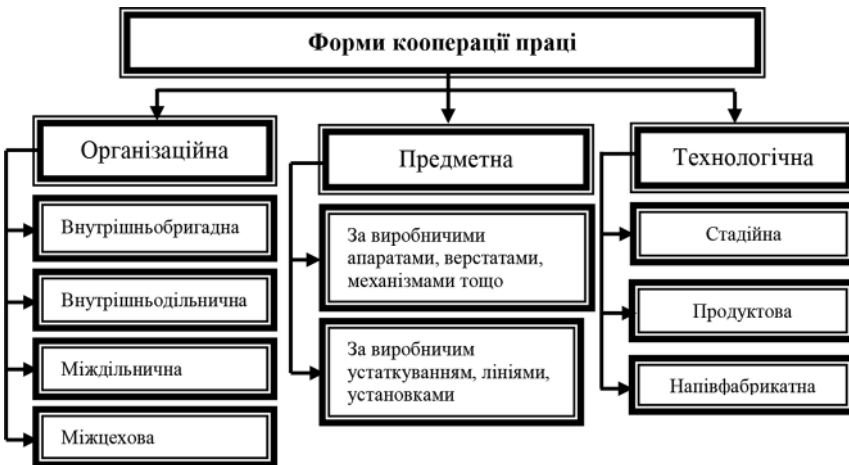 Форми кооперації праці
Організаційна
Внутрішньобригадна
Внутрішньодільнична
Міждільнична
Міжцехова
Предметна
За виробничими
апаратами, верстатами,
механізмами тощо
За виробничим
устаткуванням, лініями,
установками
Технологічна
Стадійна
Продуктова
Напівфабрикатна